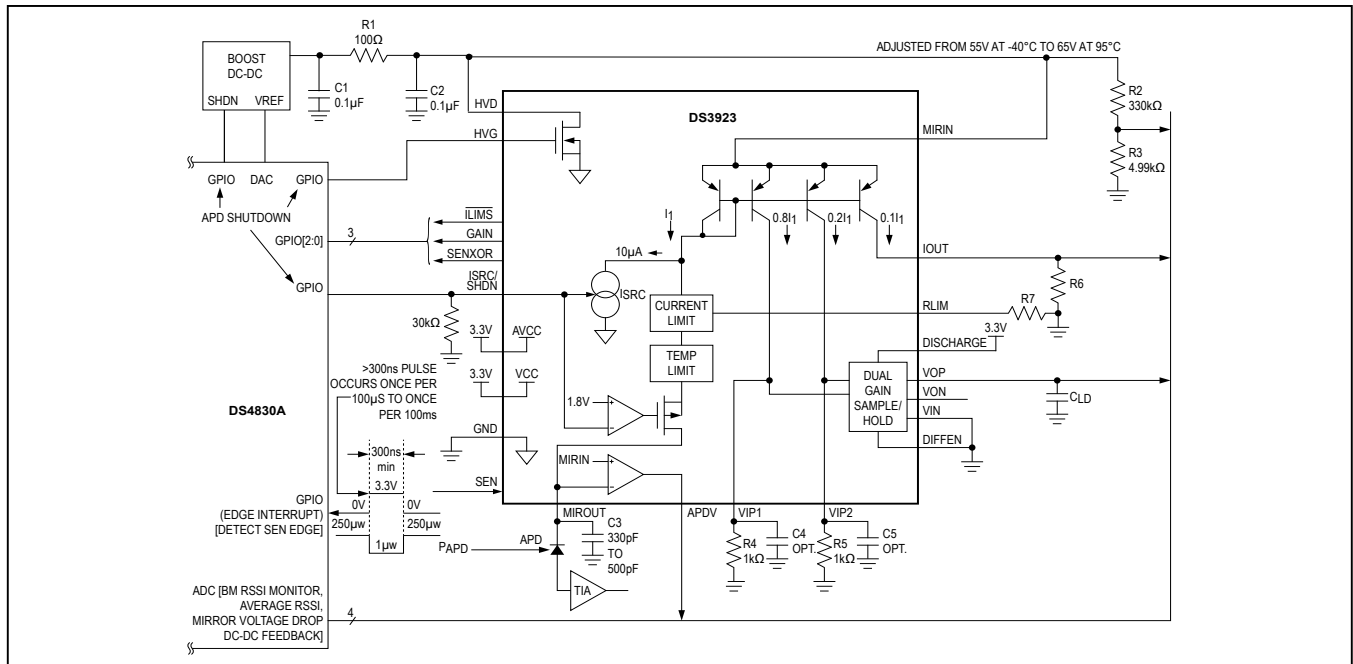 R1
100Ω
BOOST
DC-DC
SHDN VREF
C1
0.1µF
C2
0.1µF
ADJUSTED FROM 55V AT -40°C TO 65V AT 95°C
R2
330kΩ
R3
4.99kΩ
HVD
HVG
DS3923
MIRIN
GPIO DAC GPIO
APD SHUTDOWN
GPIO[2:0]
3
GPIO
ILIMS
GAIN
SENXOR
ISRC/
SHDN
30kΩ
I1
0.8I1
0.2I1
0.1I1
10µA
ISRC
CURRENT
LIMIT
TEMP
LIMIT
IOUT
R6
RLIM
R7
DISCHARGE
3.3V
DUAL
GAIN
SAMPLE/
HOLD
VOP
VON
VIN
DIFFEN
CLD
3.3V
AVCC
3.3V
VCC
>300ns PULSE
OCCURS ONCE PER
100µS TO ONCE
PER 100ms
DS4830A
1.8V
+
−
GND
MIRIN
+
−
300ns
min
3.3V
SEN
0V
0V
250µw
250µw
1µw
GPIO
(EDGE INTERRUPT)
[DETECT SEN EDGE]
MIROUT
APDV
VIP1
VIP2
C3
330pF
TO
500pF
PAPD
APD
TIA
R4
1kΩ
C4
OPT.
R5
1kΩ
C5
OPT.
ADC [BM RSSI MONITOR,
AVERAGE RSSI,
MIRROR VOLTAGE DROP
DC-DC FEEDBACK]
4